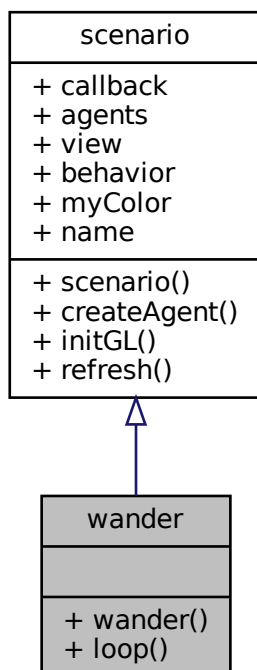 scenario
+ callback
+ agents
+ view
+ behavior
+ myColor
+ name
+ scenario()
+ createAgent()
+ initGL()
+ refresh()
wander
+ wander()
+ loop()